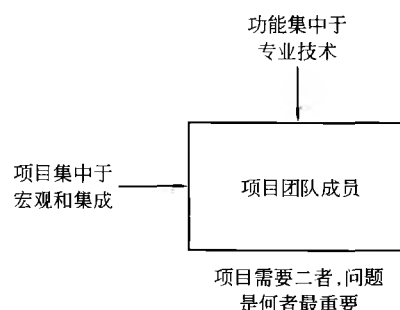 功能集中于
专业技术
项目集中于
宏观和集成
项目团队成员
项目需要二者,问题
是何者最重要